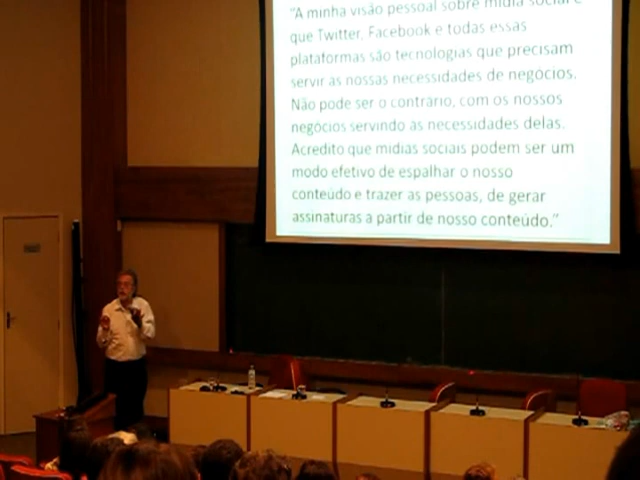 "A minha visão pessoal sobre mídia social é
que Twitter, Facebook e todas essas
plataformas são tecnologias que precisam
servir as nossas necessidades de negócios.
Não pode ser o contrário, com os nossos
negócios servindo as necessidades delas.
Acredito que mídias sociais podem ser um
modo efetivo de espalhar o nosso
conteúdo e trazer as pessoas, de gerar
assinaturas a partir de nosso conteúdo."